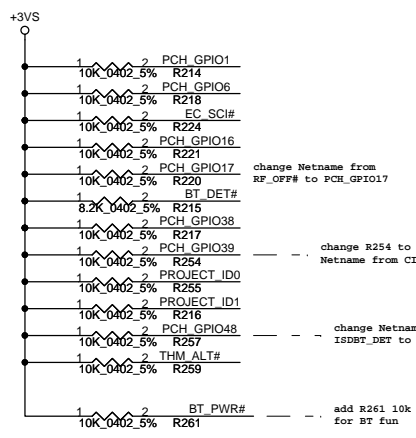 +3VS
1 2 PCH_GPIO1
10K_0402_5% R214
1 2 PCH_GPIO6
10K_0402_5% R218
1 2 EC_SCI#
10K_0402_5% R224
1 2 PCH_GPIO16
10K_0402_5% R221
1 2 PCH_GPIO17
10K_0402_5% R220
change Netname from
RF_OFF# to PCH_GPIO17
1 2 BT_DET#
8.2K_0402_5% R215
1 2 PCH_GPIO38
10K_0402_5% R217
1 2 PCH_GPIO39
10K_0402_5% R254
change R254 to
Netname from CI
1 2 PROJECT_ID0
10K_0402_5% R255
1 2 PROJECT_ID1
10K_0402_5% R216
1 2 PCH_GPIO48
10K_0402_5% R257
change Netnam
ISDBT_DET to
1 2 THM_ALT#
10K_0402_5% R259
1 2 BT_PWR#
10K_0402_5% R261
add R261 10k
for BT fun